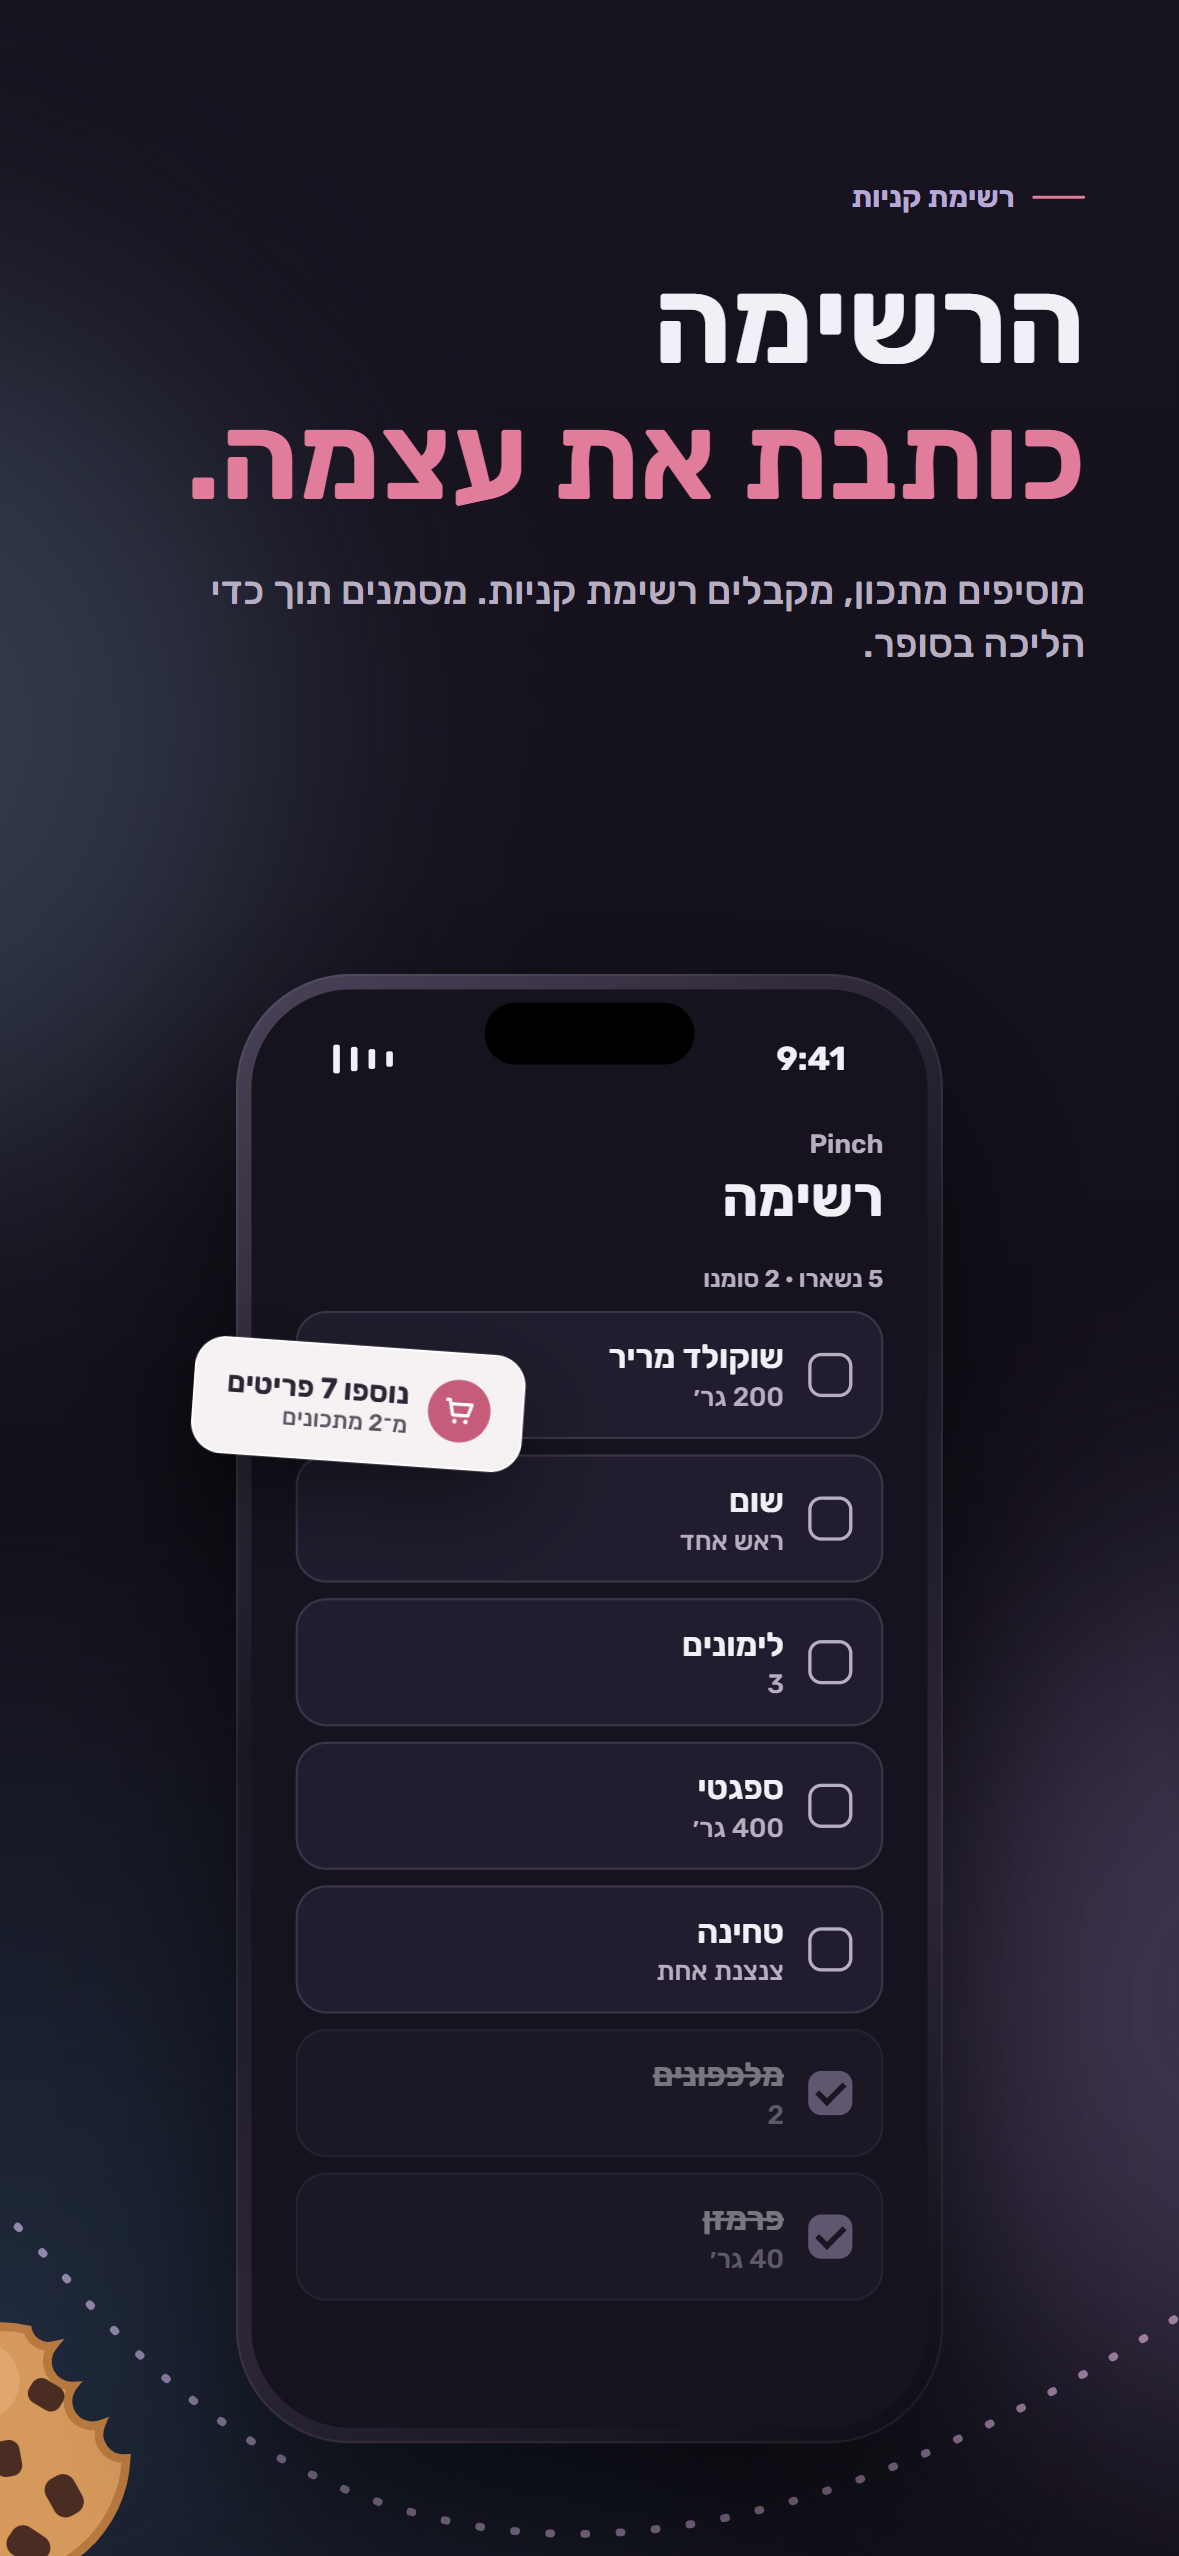 רשימת קניות
הרשימה
כותבת את עצמה.
מוסיפים מתכון, מקבלים רשימת קניות. מסמנים תוך כדי
הליכה בסופר.
9:41
Pinch
רשימה
5 נשארו · 2 סומנו
שוקולד מריר
200 גר׳
נוספו 7 פריטים
מ־2 מתכונים
שום
ראש אחד
לימונים
3
ספגטי
400 גר׳
טחינה
צנצנת אחת
מלפפונים
2
פרמזן
40 גר׳